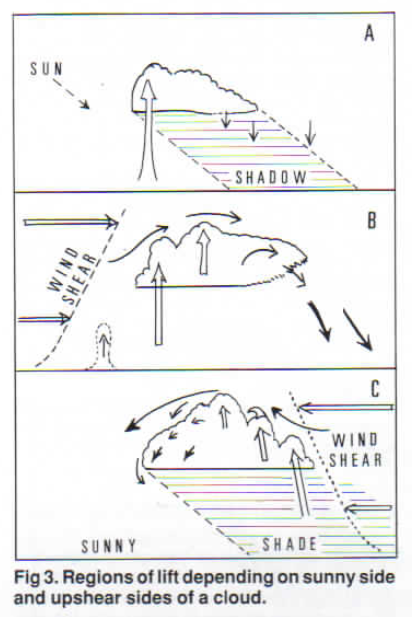 A
SUN
SHADOW
B
WIND
SHEAR
C
WIND
SHEAR
SUNNY
SHADE
Fig 3. Regions of lift depending on sunny side
and upshear sides of a cloud.